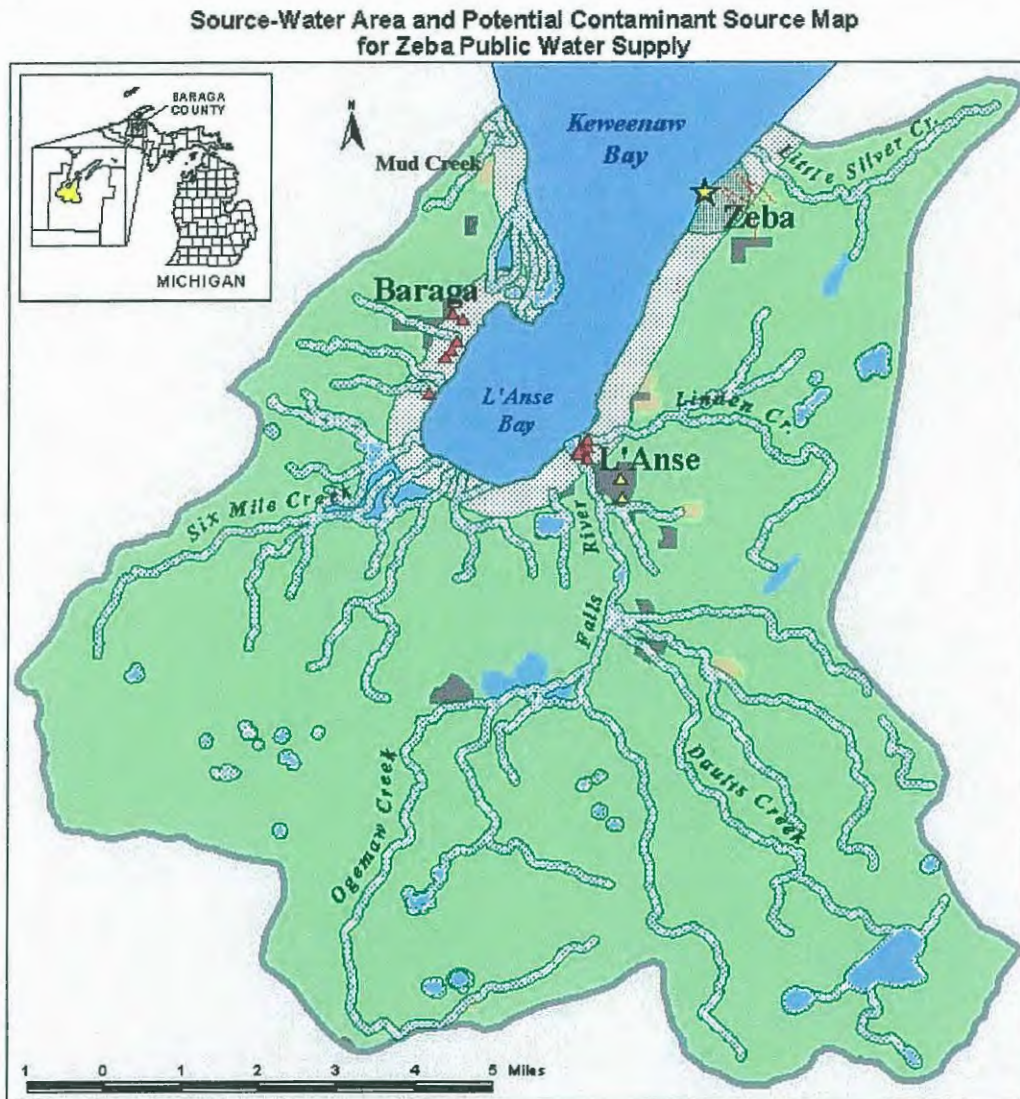 Source-Water Area and Potential Contaminant Source Map
for Zeba Public Water Supply
BARAGA
COUNTY
MICHIGAN
N
Keweenaw
Bay
Mud Creek
Little Silver Cr.
Zeba
Baraga
L'Anse
Bay
Linden Cr.
L'Anse
Six Mile Creek
River
Falls
Ogemaw Creek
Daults Creek
1 0 1 2 3 4 5 Miles